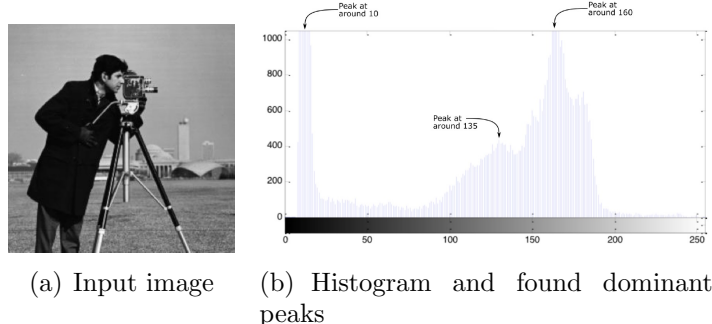 Peak at
around 10
Peak at
around 160
1000
800
Peak at
around 135
600
400
200
0
0 50 100 150 200 250
(a) Input image
(b) Histogram and found dominant
peaks